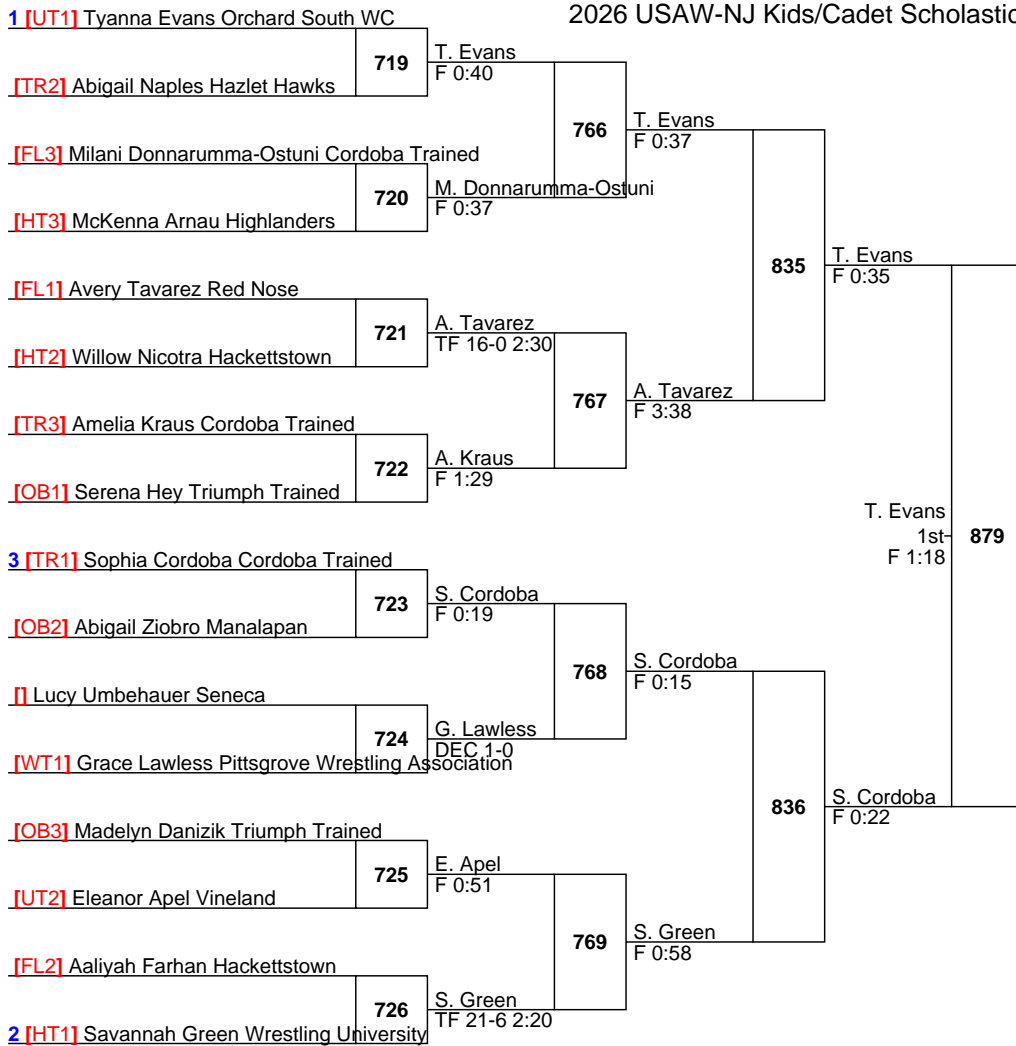 2026 USAW-NJ Kids/Cadet Scholastic
1 [UT1] Tyanna Evans Orchard South WC
719
T. Evans
F 0:40
[TR2] Abigail Naples Hazlet Hawks
766
T. Evans
F 0:37
[FL3] Milani Donnarumma-Ostuni Cordoba Trained
720
M. Donnarumma-Ostuni
F 0:37
[HT3] McKenna Arnau Highlanders
835
T. Evans
F 0:35
[FL1] Avery Tavarez Red Nose
721
A. Tavarez
TF 16-0 2:30
[HT2] Willow Nicotra Hackettstown
767
A. Tavarez
F 3:38
[TR3] Amelia Kraus Cordoba Trained
722
A. Kraus
F 1:29
[OB1] Serena Hey Triumph Trained
T. Evans
1st
F 1:18
879
3 [TR1] Sophia Cordoba Cordoba Trained
723
S. Cordoba
F 0:19
[OB2] Abigail Ziobro Manalapan
768
S. Cordoba
F 0:15
[] Lucy Umbehauer Seneca
724
G. Lawless
DEC 1-0
[WT1] Grace Lawless Pittsgrove Wrestling Association
836
S. Cordoba
F 0:22
[OB3] Madelyn Danizik Triumph Trained
725
E. Apel
F 0:51
[UT2] Eleanor Apel Vineland
769
S. Green
F 0:58
[FL2] Aaliyah Farhan Hackettstown
726
S. Green
TF 21-6 2:20
2 [HT1] Savannah Green Wrestling University